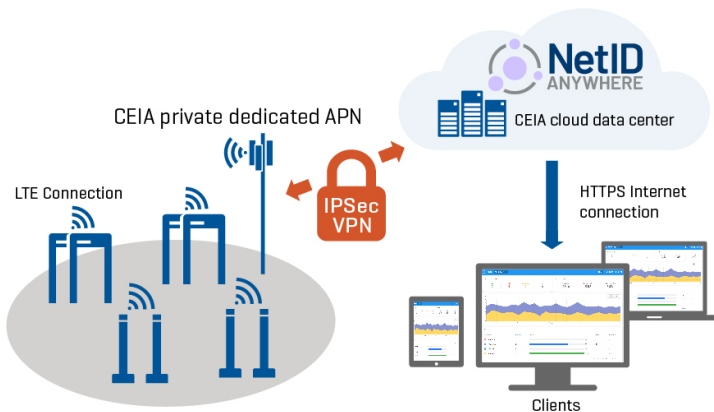 NetID
ANYWHERE
CEIA cloud data center
CEIA private dedicated APN
LTE Connection
IPSec
VPN
HTTPS Internet
connection
Clients